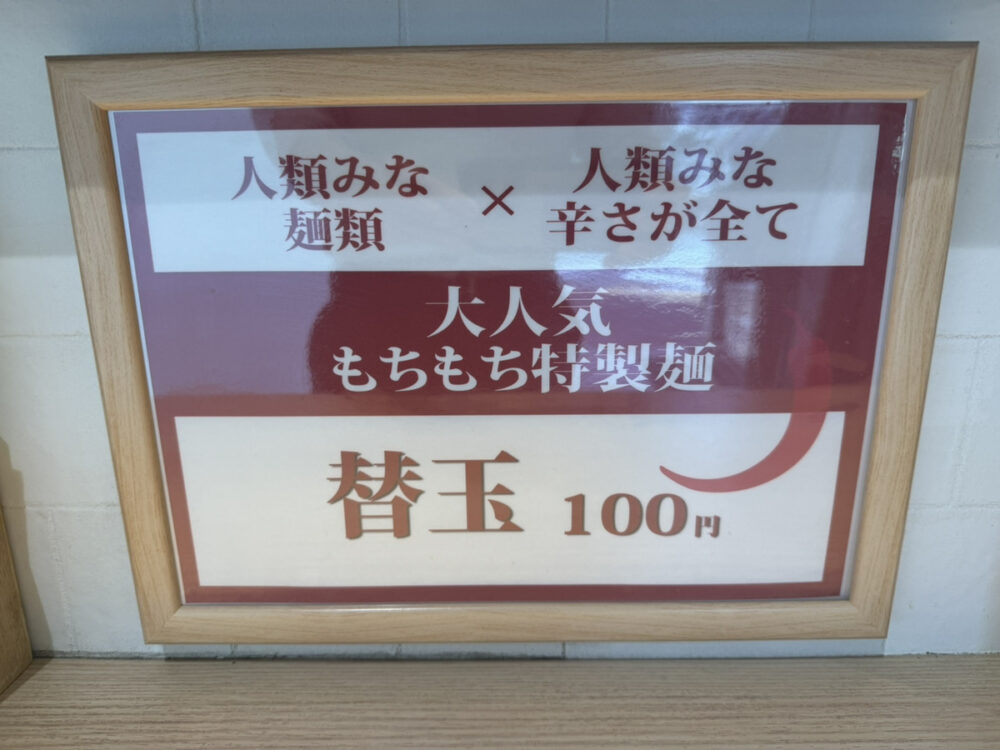 人類みな
麺類
×
人類みな
辛さが全て
大人気
もちもち特製麺
替玉 100円